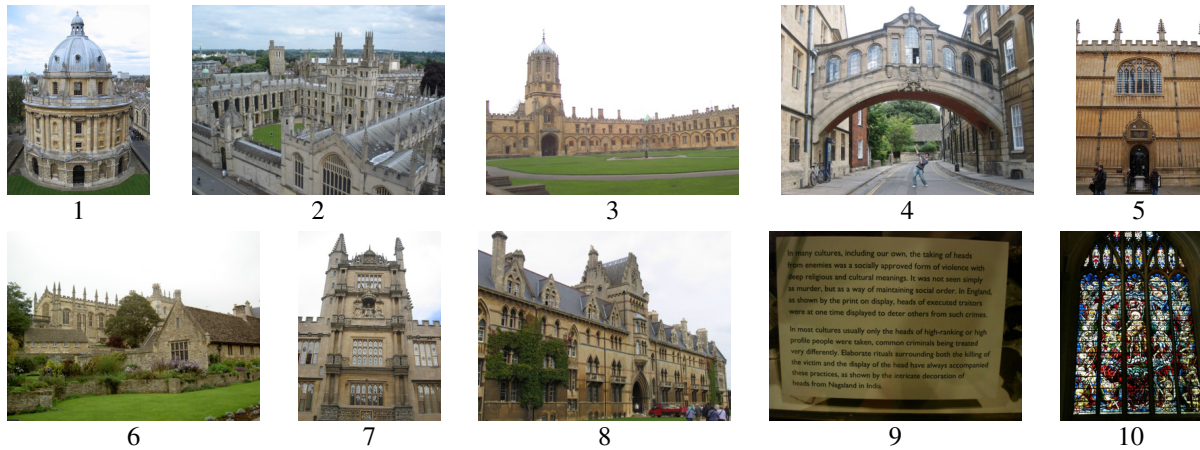 1
2
3
4
5
6
7
8
9
10
In many cultures, including our own, the taking of heads
from enemies was a socially approved form of violence with
deep religious and cultural meanings. It was not seen simply
as murder, but as a way of maintaining social order. In England,
as shown by the print on display, heads of executed traitors
were at one time displayed to deter others from such crimes.
In most cultures usually only the heads of high-ranking or high
profile people were taken, common criminals being treated
very differently. Elaborate rituals surrounding both the killing of
the victim and the display of the head have always accompanied
these practices, as shown by the intricate decoration of
heads from Nagaland in India.